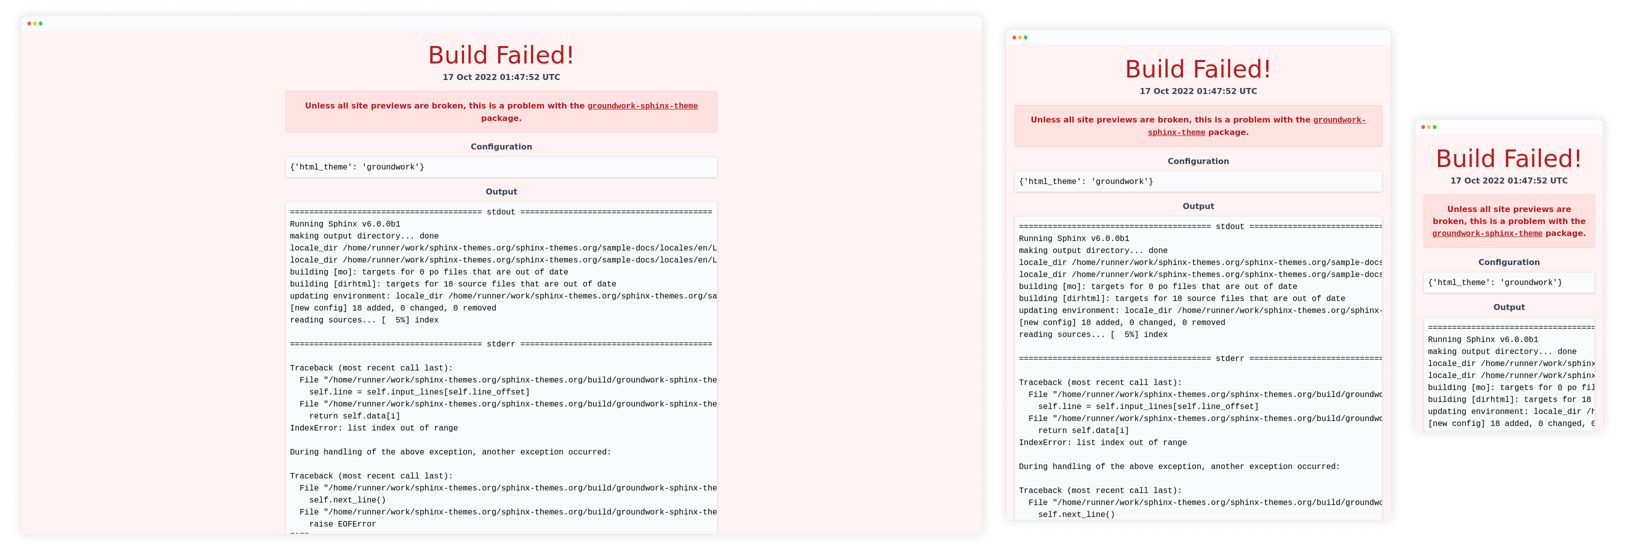 Build Failed!
17 Oct 2022 01:47:52 UTC
Unless all site previews are broken, this is a problem with the groundwork-sphinx-theme
package.
Configuration
{'html_theme': 'groundwork'}
Output
======================================== stdout ========================================
Running Sphinx v6.0.0b1
making output directory... done
locale_dir /home/runner/work/sphinx-themes.org/sphinx-themes.org/sample-docs/locales/en/L
locale_dir /home/runner/work/sphinx-themes.org/sphinx-themes.org/sample-docs/locales/en/L
building [mo]: targets for 0 po files that are out of date
building [dirhtml]: targets for 18 source files that are out of date
updating environment: locale_dir /home/runner/work/sphinx-themes.org/sphinx-themes.org/sa
[new config] 18 added, 0 changed, 0 removed
reading sources... [  5%] index
======================================== stderr ========================================
Traceback (most recent call last):
  File "/home/runner/work/sphinx-themes.org/sphinx-themes.org/build/groundwork-sphinx-the
    self.line = self.input_lines[self.line_offset]
  File "/home/runner/work/sphinx-themes.org/sphinx-themes.org/build/groundwork-sphinx-the
    return self.data[i]
IndexError: list index out of range
During handling of the above exception, another exception occurred:
Traceback (most recent call last):
  File "/home/runner/work/sphinx-themes.org/sphinx-themes.org/build/groundwork-sphinx-the
    self.next_line()
  File "/home/runner/work/sphinx-themes.org/sphinx-themes.org/build/groundwork-sphinx-the
    raise EOFError
Build Failed!
17 Oct 2022 01:47:52 UTC
Unless all site previews are broken, this is a problem with the groundwork-
sphinx-theme package.
Configuration
{'html_theme': 'groundwork'}
Output
======================================== stdout ============================
Running Sphinx v6.0.0b1
making output directory... done
locale_dir /home/runner/work/sphinx-themes.org/sphinx-themes.org/sample-docs
locale_dir /home/runner/work/sphinx-themes.org/sphinx-themes.org/sample-docs
building [mo]: targets for 0 po files that are out of date
building [dirhtml]: targets for 18 source files that are out of date
updating environment: locale_dir /home/runner/work/sphinx-themes.org/sphinx-
[new config] 18 added, 0 changed, 0 removed
reading sources... [  5%] index
======================================== stderr ============================
Traceback (most recent call last):
  File "/home/runner/work/sphinx-themes.org/sphinx-themes.org/build/groundwo
    self.line = self.input_lines[self.line_offset]
  File "/home/runner/work/sphinx-themes.org/sphinx-themes.org/build/groundwo
    return self.data[i]
IndexError: list index out of range
During handling of the above exception, another exception occurred:
Traceback (most recent call last):
  File "/home/runner/work/sphinx-themes.org/sphinx-themes.org/build/groundwo
    self.next_line()
Build Failed!
17 Oct 2022 01:47:52 UTC
Unless all site previews are
broken, this is a problem with the
groundwork-sphinx-theme package.
Configuration
{'html_theme': 'groundwork'}
Output
===================================
Running Sphinx v6.0.0b1
making output directory... done
locale_dir /home/runner/work/sphinx
locale_dir /home/runner/work/sphinx
building [mo]: targets for 0 po fil
building [dirhtml]: targets for 18
updating environment: locale_dir /h
[new config] 18 added, 0 changed, 0